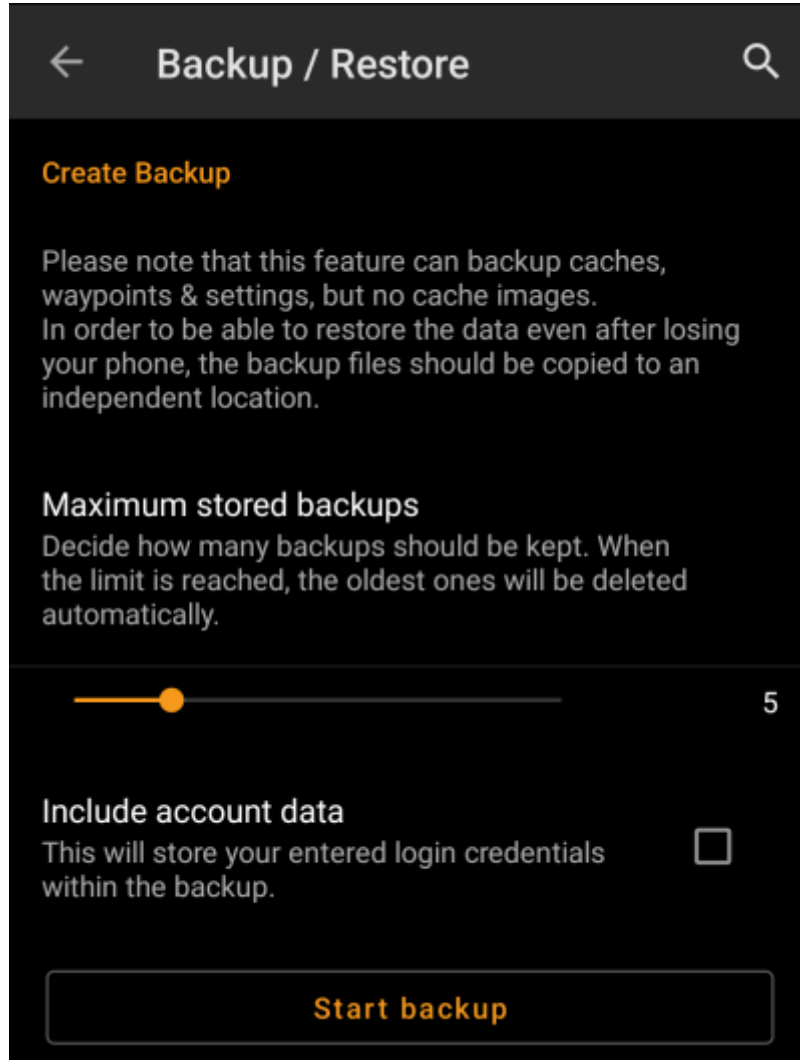 Backup / Restore
Create Backup
Please note that this feature can backup caches,
waypoints & settings, but no cache images.
In order to be able to restore the data even after losing
your phone, the backup files should be copied to an
independent location.
Maximum stored backups
Decide how many backups should be kept. When
the limit is reached, the oldest ones will be deleted
automatically.
5
Include account data
This will store your entered login credentials
within the backup.
Start backup